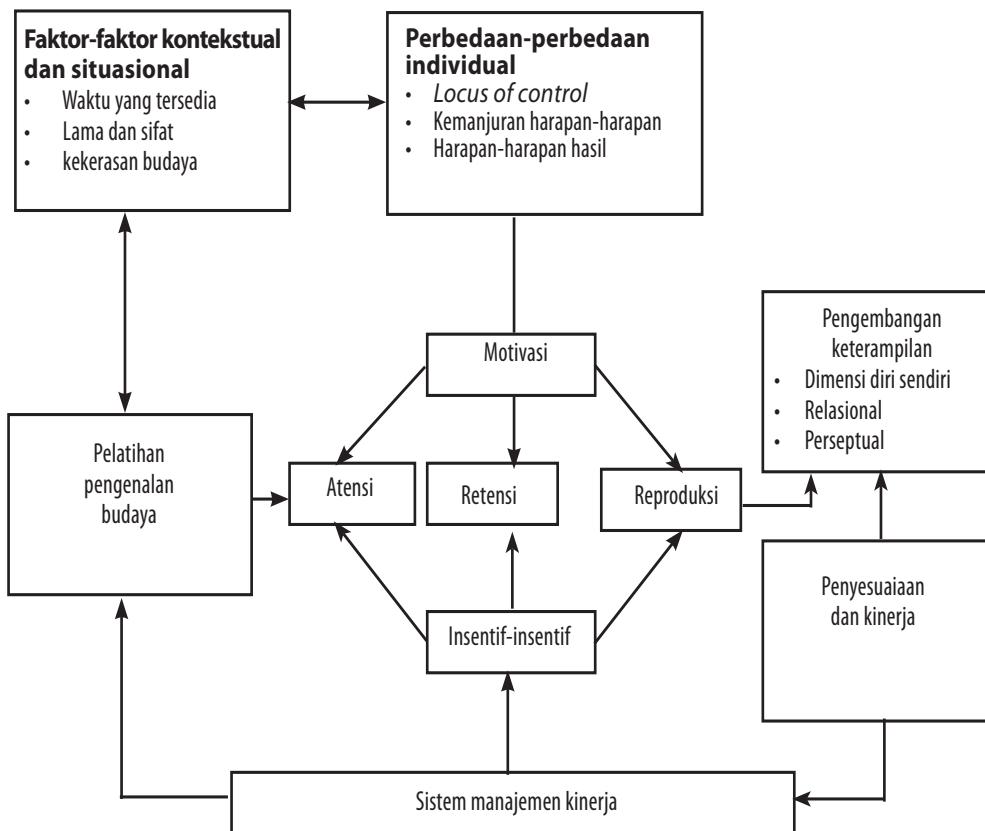 Faktor-faktor kontekstual
dan situasional
• Waktu yang tersedia
• Lama dan sifat
• kekerasan budaya
Perbedaan-perbedaan
individual
• Locus of control
• Kemanjuran harapan-harapan
• Harapan-harapan hasil
Motivasi
Pengembangan
keterampilan
• Dimensi diri sendiri
• Relasional
• Perseptual
Pelatihan
pengenalan
budaya
Atensi
Retensi
Reproduksi
Penyesuaiaan
dan kinerja
Insentif-insentif
Sistem manajemen kinerja